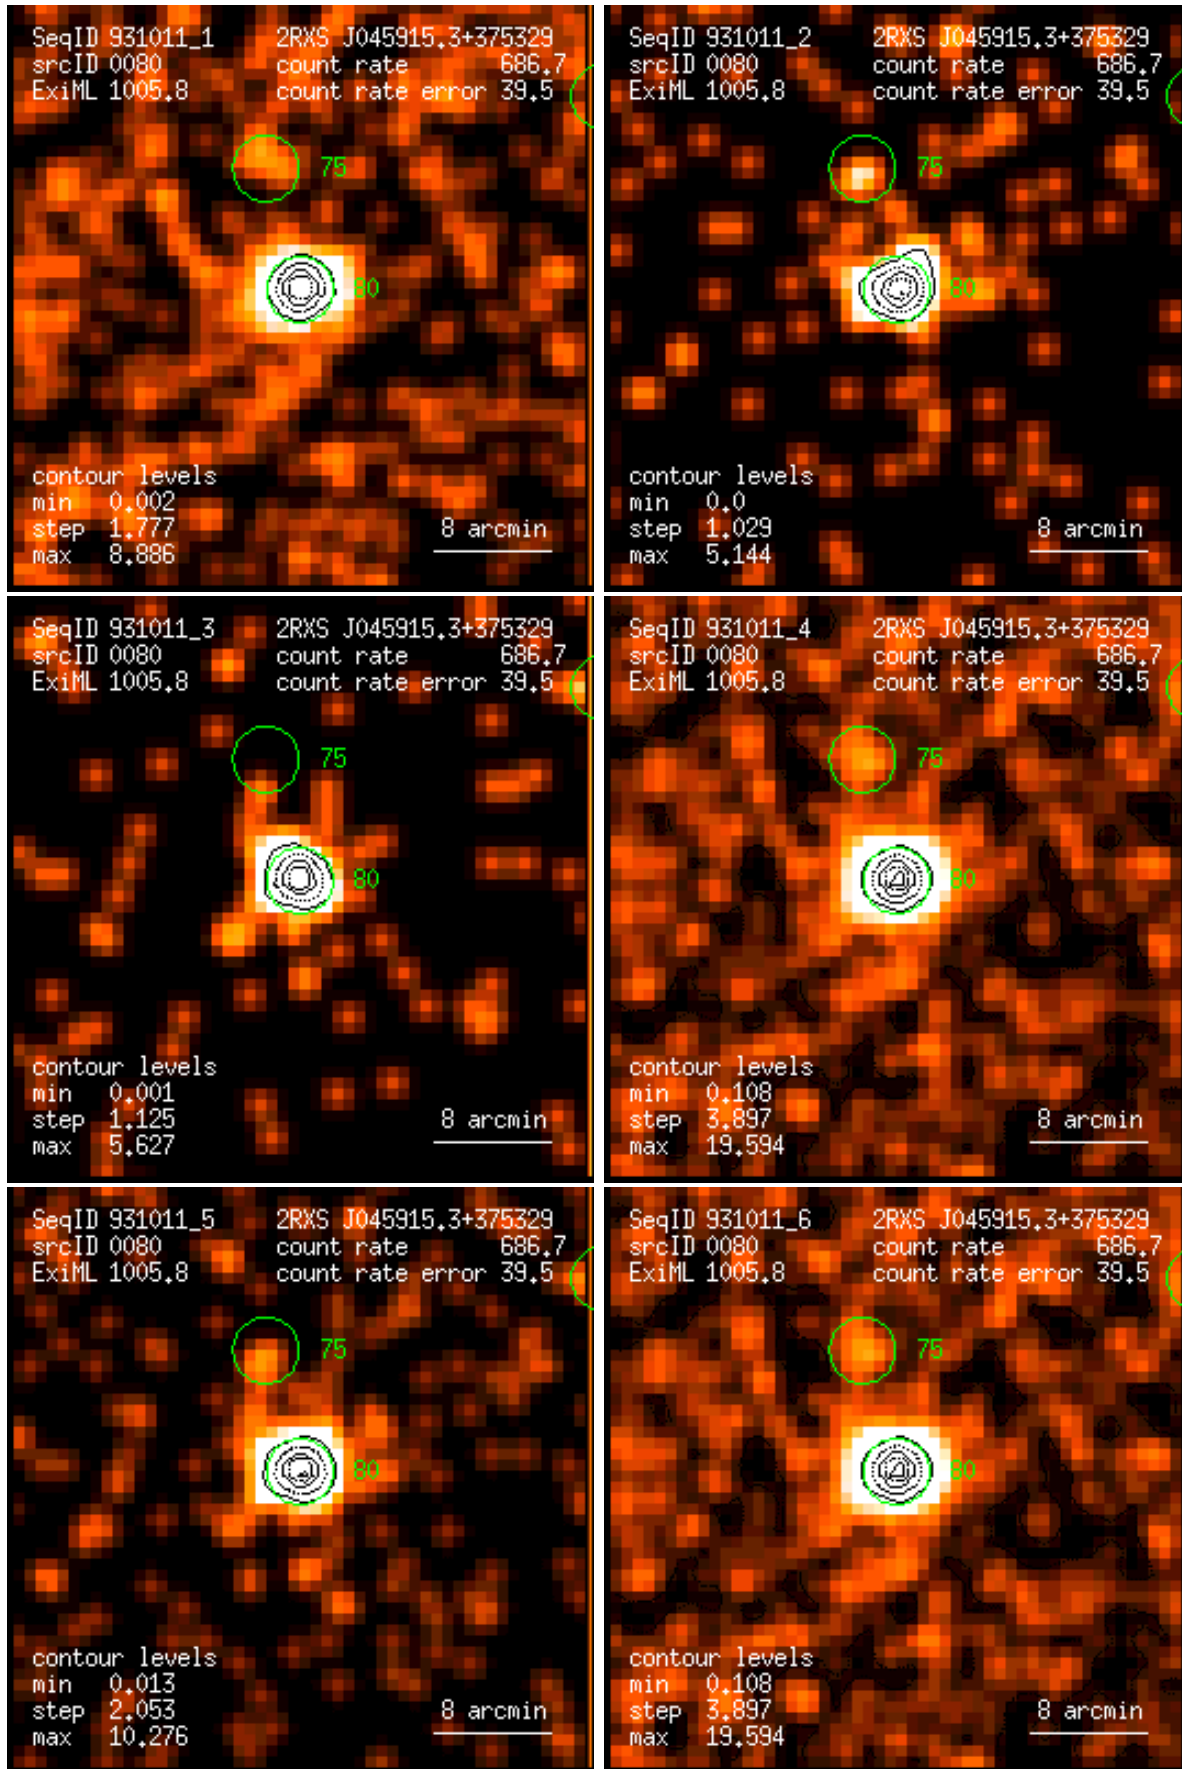 SeqID 931011_1 2RXS J045915.3+375329
srcID 0080 count rate 686.7
ExiML 1005.8 count rate error 39.5
75
80
contour levels
min 0.002
step 1.777 8 arcmin
max 8.886
SeqID 931011_2 2RXS J045915.3+375329
srcID 0080 count rate 686.7
ExiML 1005.8 count rate error 39.5
75
80
contour levels
min 0.0
step 1.029 8 arcmin
max 5.144
SeqID 931011_3 2RXS J045915.3+375329
srcID 0080 count rate 686.7
ExiML 1005.8 count rate error 39.5
75
80
contour levels
min 0.001
step 1.125 8 arcmin
max 5.627
SeqID 931011_4 2RXS J045915.3+375329
srcID 0080 count rate 686.7
ExiML 1005.8 count rate error 39.5
75
80
contour levels
min 0.108
step 3.897 8 arcmin
max 19.594
SeqID 931011_5 2RXS J045915.3+375329
srcID 0080 count rate 686.7
ExiML 1005.8 count rate error 39.5
75
80
contour levels
min 0.013
step 2.053 8 arcmin
max 10.276
SeqID 931011_6 2RXS J045915.3+375329
srcID 0080 count rate 686.7
ExiML 1005.8 count rate error 39.5
75
80
contour levels
min 0.108
step 3.897 8 arcmin
max 19.594